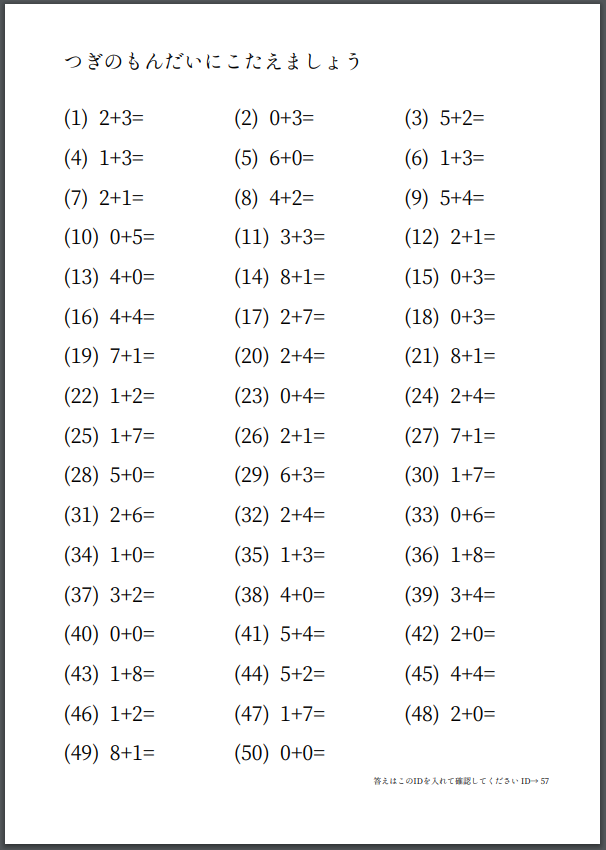 つぎのもんだいにこたえましょう
(1) 2+3= (2) 0+3= (3) 5+2=
(4) 1+3= (5) 6+0= (6) 1+3=
(7) 2+1= (8) 4+2= (9) 5+4=
(10) 0+5= (11) 3+3= (12) 2+1=
(13) 4+0= (14) 8+1= (15) 0+3=
(16) 4+4= (17) 2+7= (18) 0+3=
(19) 7+1= (20) 2+4= (21) 8+1=
(22) 1+2= (23) 0+4= (24) 2+4=
(25) 1+7= (26) 2+1= (27) 7+1=
(28) 5+0= (29) 6+3= (30) 1+7=
(31) 2+6= (32) 2+4= (33) 0+6=
(34) 1+0= (35) 1+3= (36) 1+8=
(37) 3+2= (38) 4+0= (39) 3+4=
(40) 0+0= (41) 5+4= (42) 2+0=
(43) 1+8= (44) 5+2= (45) 4+4=
(46) 1+2= (47) 1+7= (48) 2+0=
(49) 8+1= (50) 0+0=
答えはこのIDを入れて確認してください ID⇒ 57